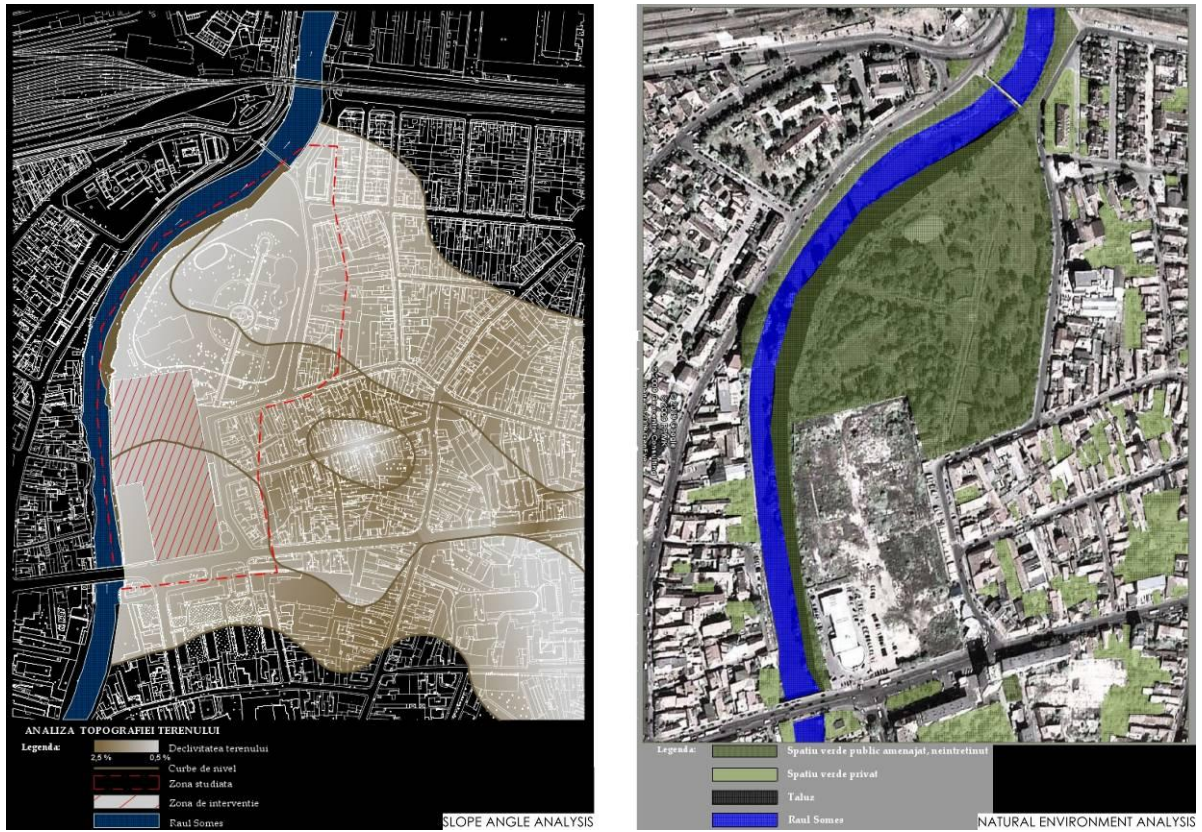 ANALIZA TOPOGRAFIEI TERENULUI
Legenda:
Declivitatea terenului
2,5 % 0,5 %
Curbe de nivel
Zona studiata
Zona de interventie
Raul Somes
SLOPE ANGLE ANALYSIS
Legenda:
Spatiu verde public amenajat, neintretinut
Spatiu verde privat
Taluz
Raul Somes
NATURAL ENVIRONMENT ANALYSIS